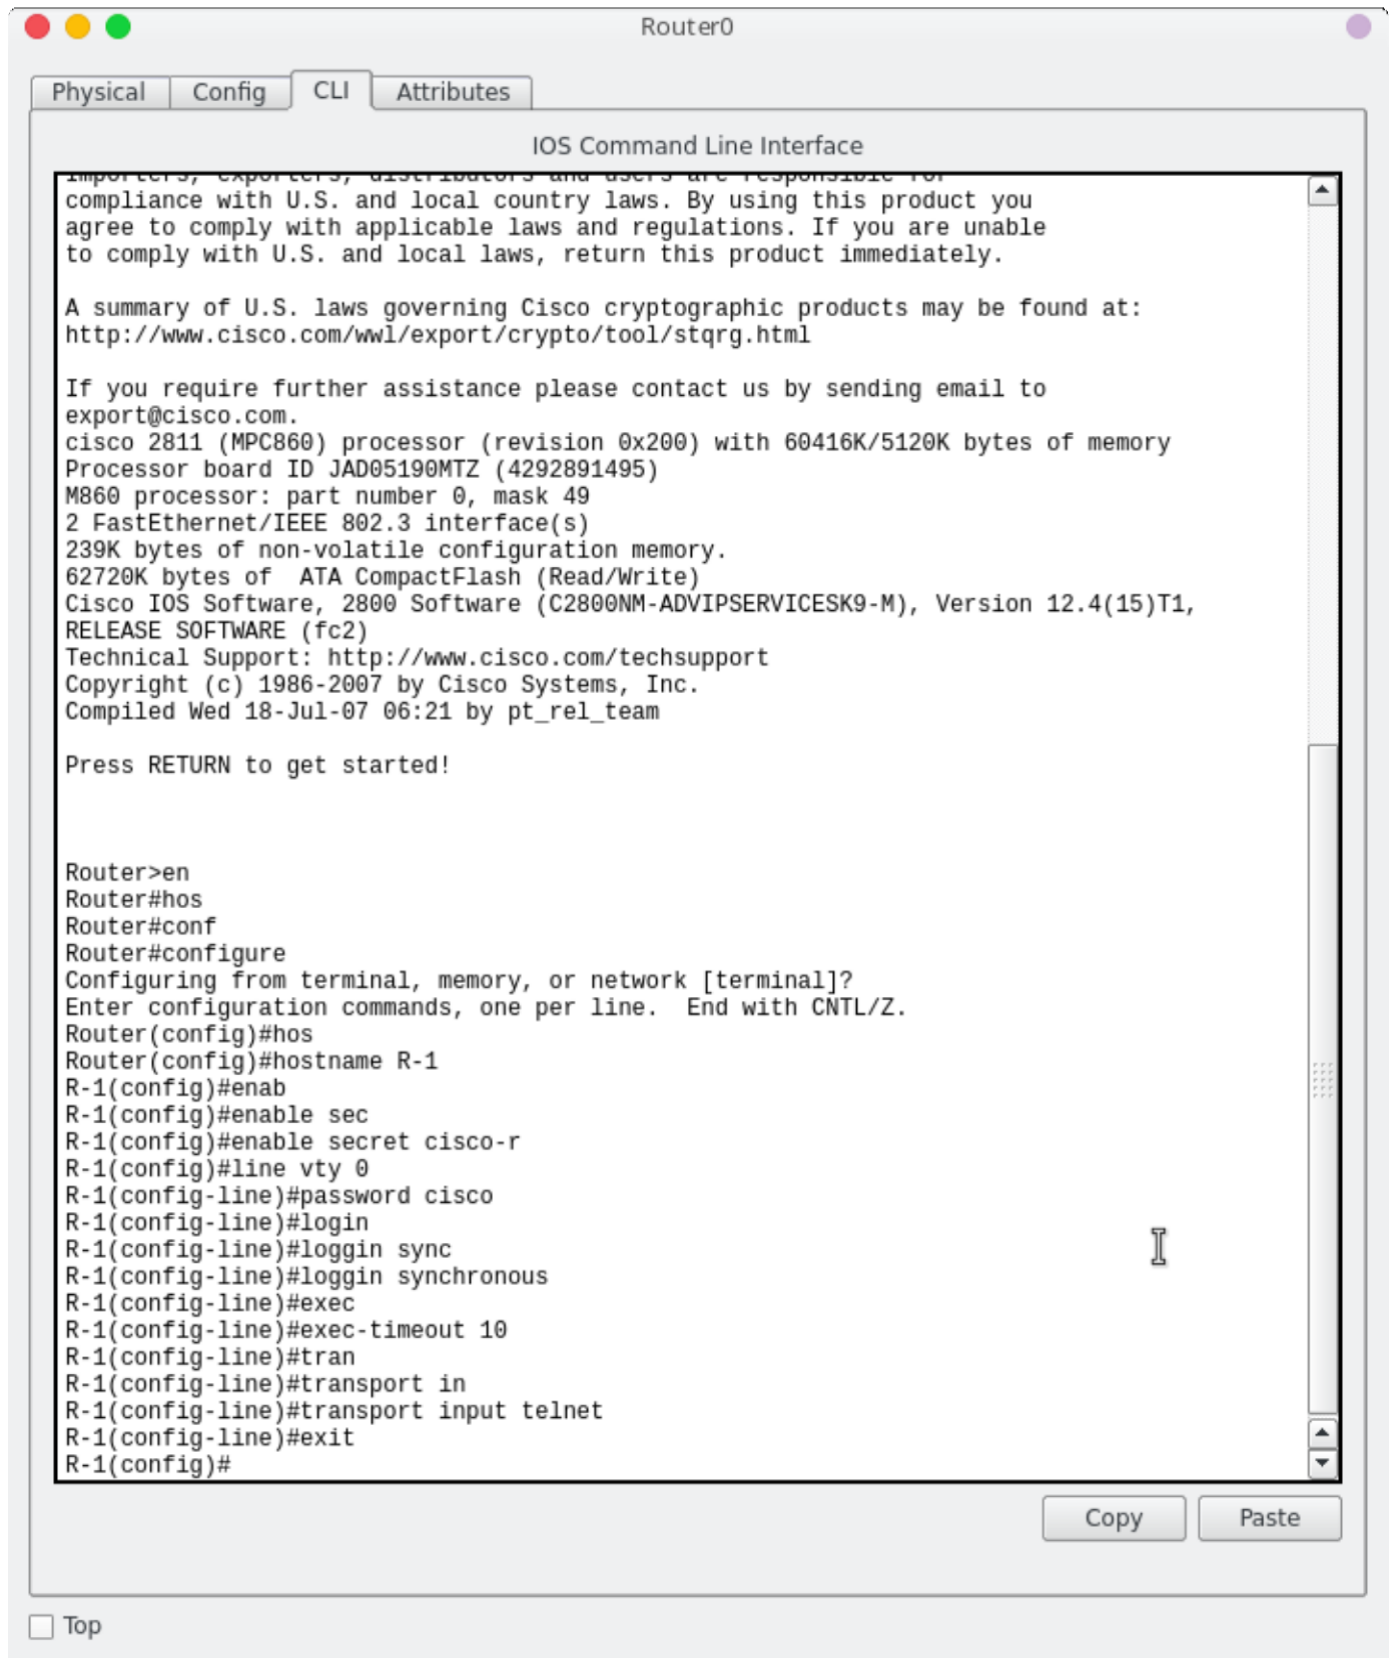 Router0
Physical Config CLI Attributes
IOS Command Line Interface
importers, exporters, distributors and users are responsible for
compliance with U.S. and local country laws. By using this product you
agree to comply with applicable laws and regulations. If you are unable
to comply with U.S. and local laws, return this product immediately.
A summary of U.S. laws governing Cisco cryptographic products may be found at:
http://www.cisco.com/wwl/export/crypto/tool/stqrg.html
If you require further assistance please contact us by sending email to
export@cisco.com.
cisco 2811 (MPC860) processor (revision 0x200) with 60416K/5120K bytes of memory
Processor board ID JAD05190MTZ (4292891495)
M860 processor: part number 0, mask 49
2 FastEthernet/IEEE 802.3 interface(s)
239K bytes of non-volatile configuration memory.
62720K bytes of  ATA CompactFlash (Read/Write)
Cisco IOS Software, 2800 Software (C2800NM-ADVIPSERVICESK9-M), Version 12.4(15)T1,
RELEASE SOFTWARE (fc2)
Technical Support: http://www.cisco.com/techsupport
Copyright (c) 1986-2007 by Cisco Systems, Inc.
Compiled Wed 18-Jul-07 06:21 by pt_rel_team
Press RETURN to get started!
Router>en
Router#hos
Router#conf
Router#configure
Configuring from terminal, memory, or network [terminal]?
Enter configuration commands, one per line.  End with CNTL/Z.
Router(config)#hos
Router(config)#hostname R-1
R-1(config)#enab
R-1(config)#enable sec
R-1(config)#enable secret cisco-r
R-1(config)#line vty 0
R-1(config-line)#password cisco
R-1(config-line)#login
R-1(config-line)#loggin sync
R-1(config-line)#loggin synchronous
R-1(config-line)#exec
R-1(config-line)#exec-timeout 10
R-1(config-line)#tran
R-1(config-line)#transport in
R-1(config-line)#transport input telnet
R-1(config-line)#exit
R-1(config)#
Copy Paste
Top